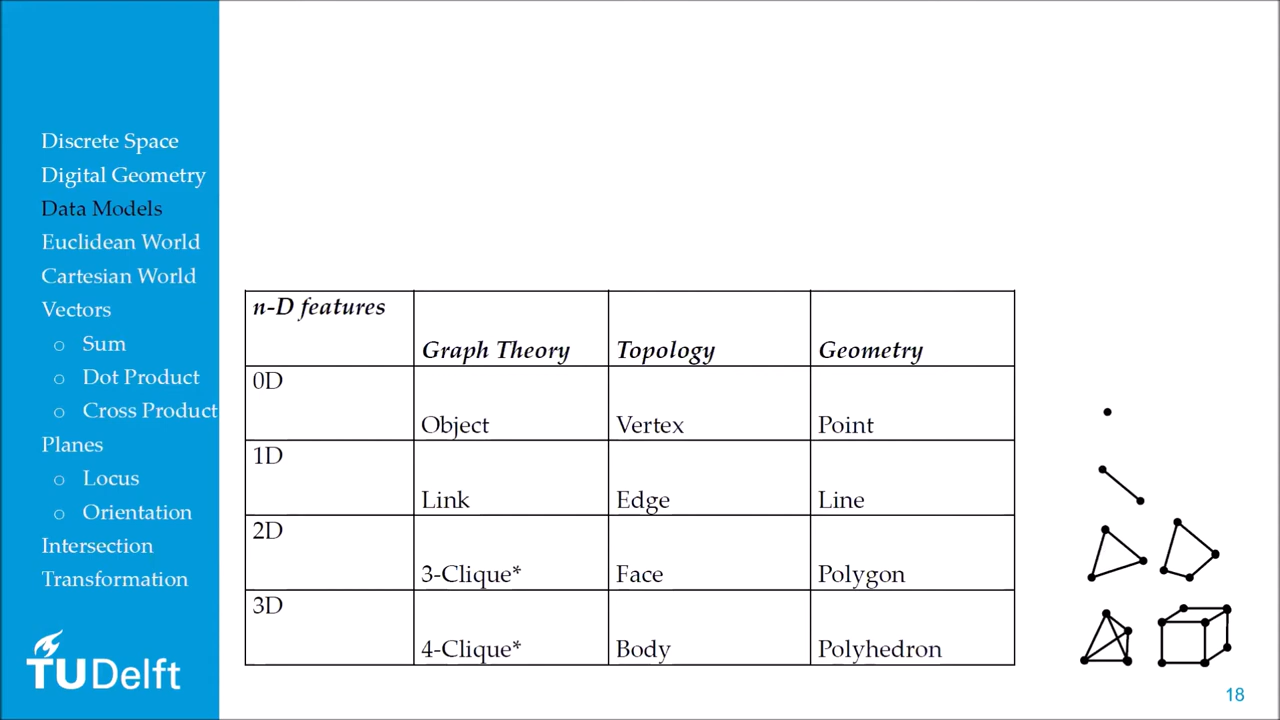 Discrete Space
Digital Geometry
Data Models
Euclidean World
Cartesian World
Vectors
o Sum
o Dot Product
o Cross Product
Planes
o Locus
o Orientation
Intersection
Transformation
TUDelft
n-D features
Graph Theory
Topology
Geometry
0D
Object
Vertex
Point
1D
Link
Edge
Line
2D
3-Clique*
Face
Polygon
3D
4-Clique*
Body
Polyhedron
18